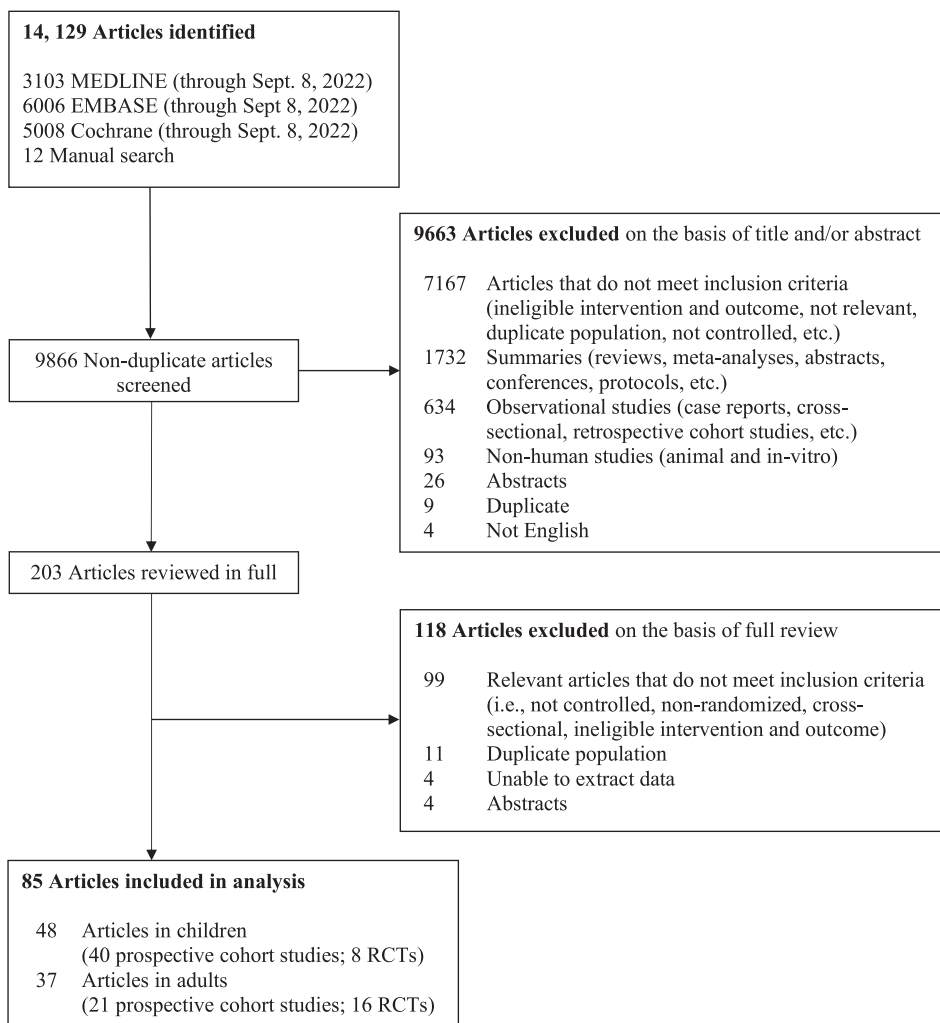 14, 129 Articles identified
3103 MEDLINE (through Sept. 8, 2022)
6006 EMBASE (through Sept 8, 2022)
5008 Cochrane (through Sept. 8, 2022)
12 Manual search
9663 Articles excluded on the basis of title and/or abstract
7167 Articles that do not meet inclusion criteria
(ineligible intervention and outcome, not relevant,
duplicate population, not controlled, etc.)
1732 Summaries (reviews, meta-analyses, abstracts,
conferences, protocols, etc.)
634 Observational studies (case reports, cross-
sectional, retrospective cohort studies, etc.)
93 Non-human studies (animal and in-vitro)
26 Abstracts
9 Duplicate
4 Not English
9866 Non-duplicate articles
screened
203 Articles reviewed in full
118 Articles excluded on the basis of full review
99 Relevant articles that do not meet inclusion criteria
(i.e., not controlled, non-randomized, cross-
sectional, ineligible intervention and outcome)
11 Duplicate population
4 Unable to extract data
4 Abstracts
85 Articles included in analysis
48 Articles in children
(40 prospective cohort studies; 8 RCTs)
37 Articles in adults
(21 prospective cohort studies; 16 RCTs)